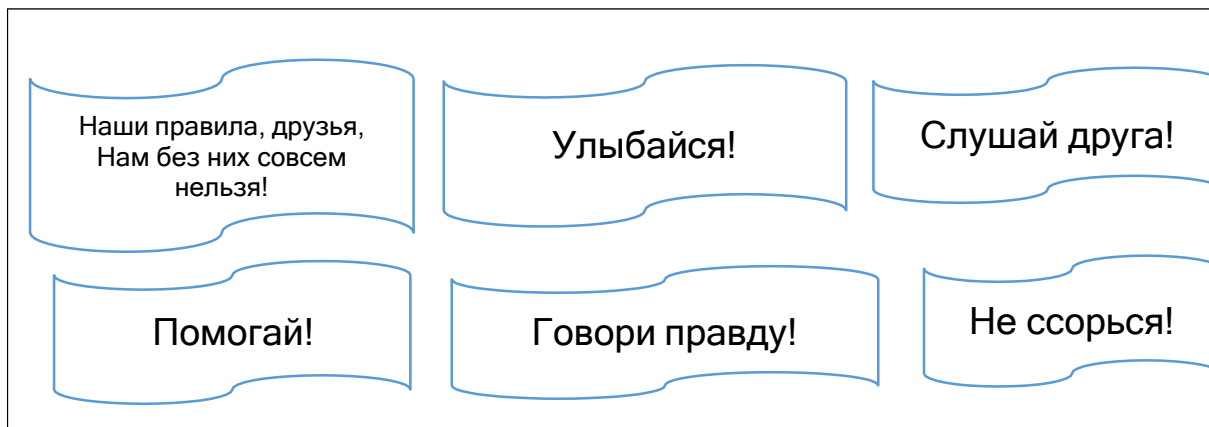 Наши правила, друзья,
Нам без них совсем
нельзя!
Улыбайся!
Слушай друга!
Помогай!
Говори правду!
Не ссорься!